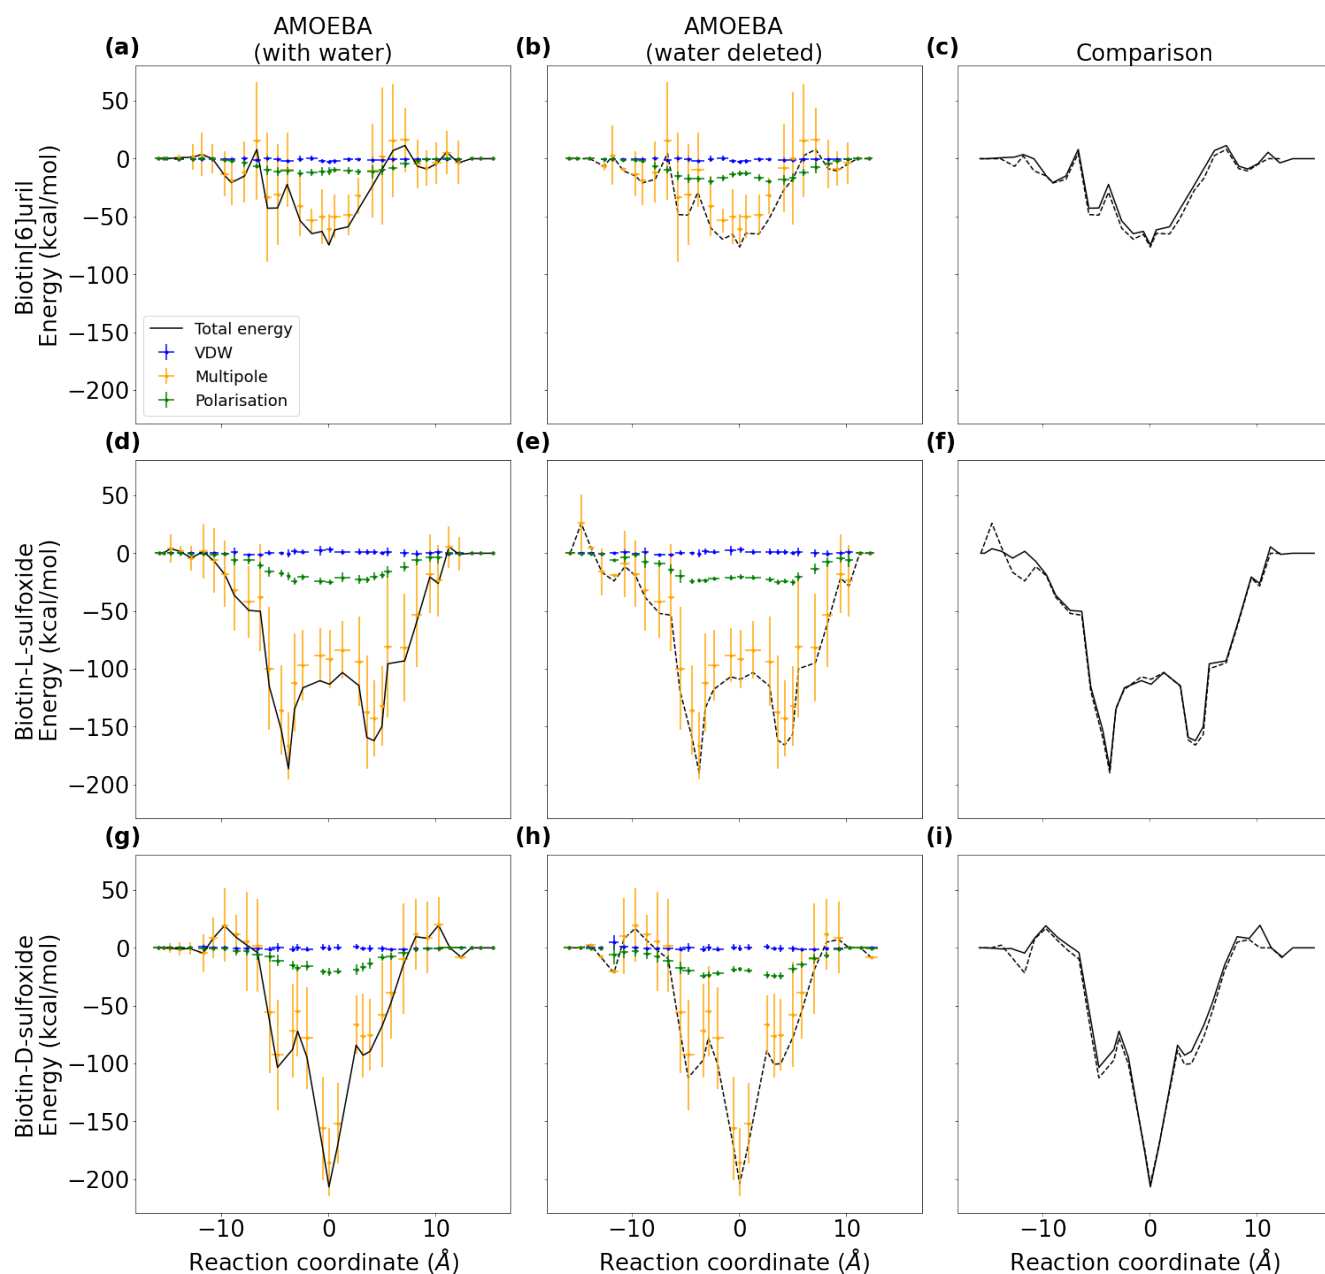 AMOEBA
(with water)
AMOEBA
(water deleted)
Comparison
(a)
(b)
(c)
Biotin[6]uril
Energy (kcal/mol)
50
0
−50
−100
−150
−200
Total energy
VDW
Multipole
Polarisation
(d)
(e)
(f)
Biotin-L-sulfoxide
Energy (kcal/mol)
50
0
−50
−100
−150
−200
(g)
(h)
(i)
Biotin-D-sulfoxide
Energy (kcal/mol)
50
0
−50
−100
−150
−200
−10 0 10
−10 0 10
−10 0 10
Reaction coordinate (Å)
Reaction coordinate (Å)
Reaction coordinate (Å)